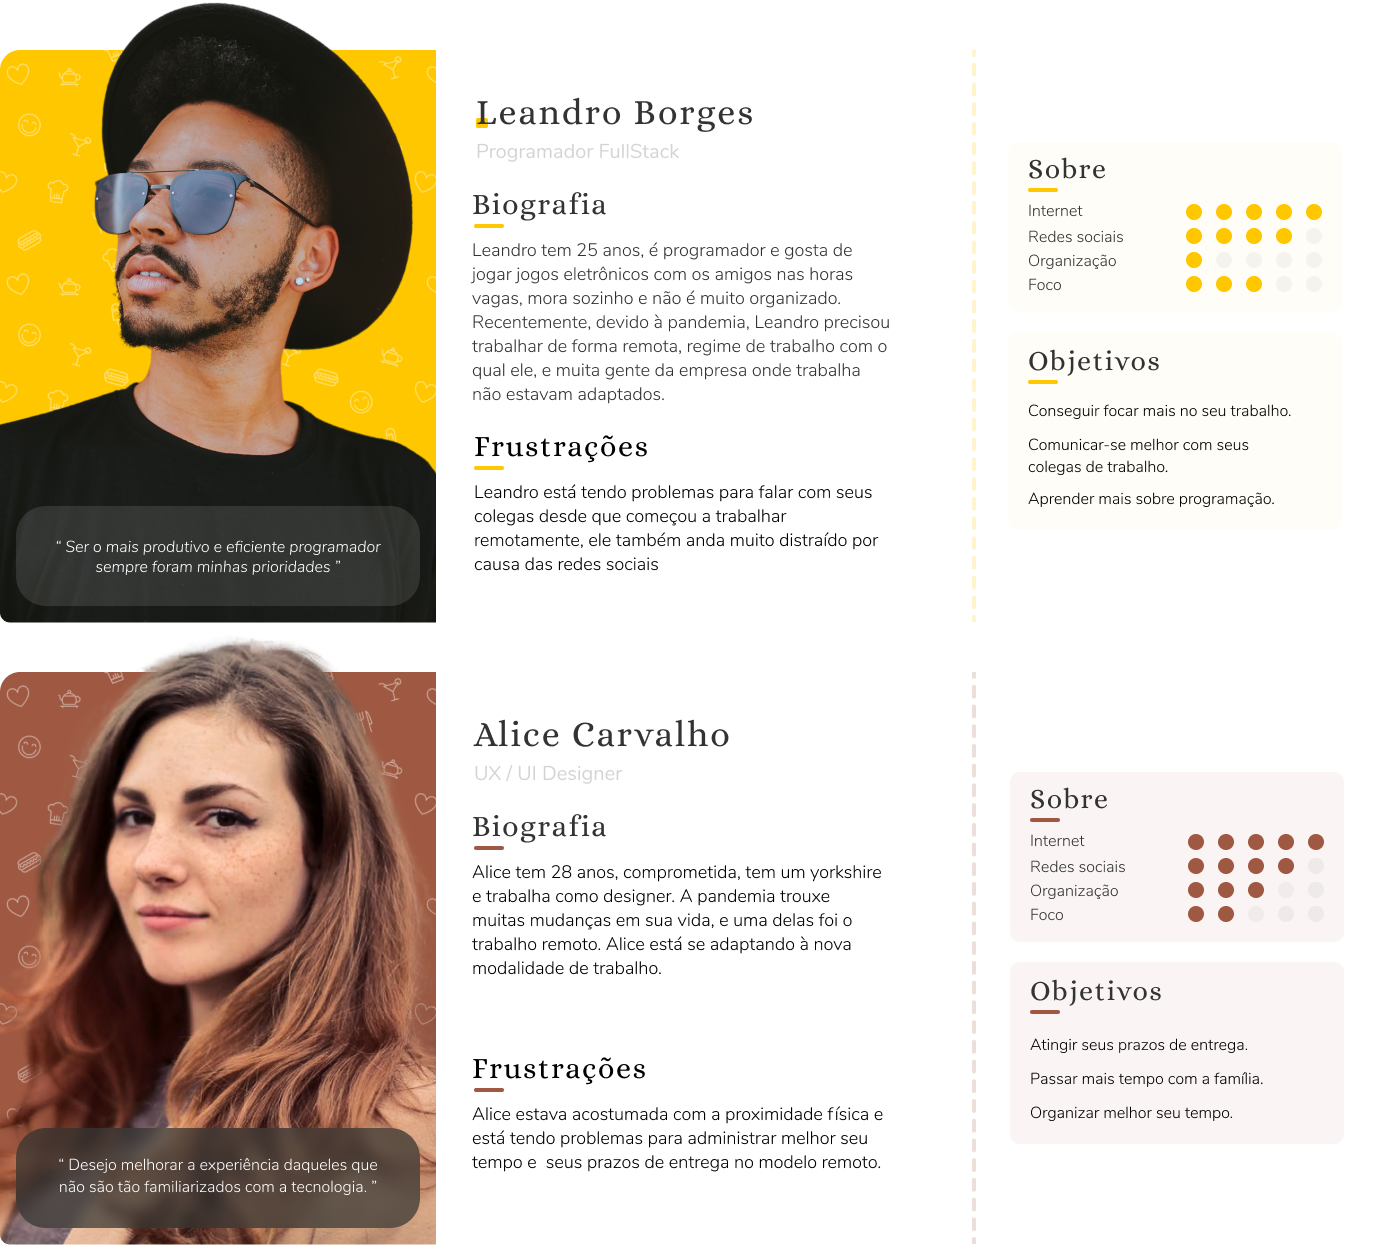 Leandro Borges
Programador FullStack
Biografia
Leandro tem 25 anos, é programador e gosta de
jogar jogos eletrônicos com os amigos nas horas
vagas, mora sozinho e não é muito organizado.
Recentemente, devido à pandemia, Leandro precisou
trabalhar de forma remota, regime de trabalho com o
qual ele, e muita gente da empresa onde trabalha
não estavam adaptados.
Frustrações
Leandro está tendo problemas para falar com seus
colegas desde que começou a trabalhar
remotamente, ele também anda muito distraído por
causa das redes sociais
“ Ser o mais produtivo e eficiente programador
sempre foram minhas prioridades ”
Sobre
Internet
Redes sociais
Organização
Foco
Objetivos
Conseguir focar mais no seu trabalho.
Comunicar-se melhor com seus
colegas de trabalho.
Aprender mais sobre programação.
Alice Carvalho
UX / UI Designer
Biografia
Alice tem 28 anos, comprometida, tem um yorkshire
e trabalha como designer. A pandemia trouxe
muitas mudanças em sua vida, e uma delas foi o
trabalho remoto. Alice está se adaptando à nova
modalidade de trabalho.
Frustrações
Alice estava acostumada com a proximidade física e
está tendo problemas para administrar melhor seu
tempo e  seus prazos de entrega no modelo remoto.
“ Desejo melhorar a experiência daqueles que
não são tão familiarizados com a tecnologia. ”
Sobre
Internet
Redes sociais
Organização
Foco
Objetivos
Atingir seus prazos de entrega.
Passar mais tempo com a família.
Organizar melhor seu tempo.